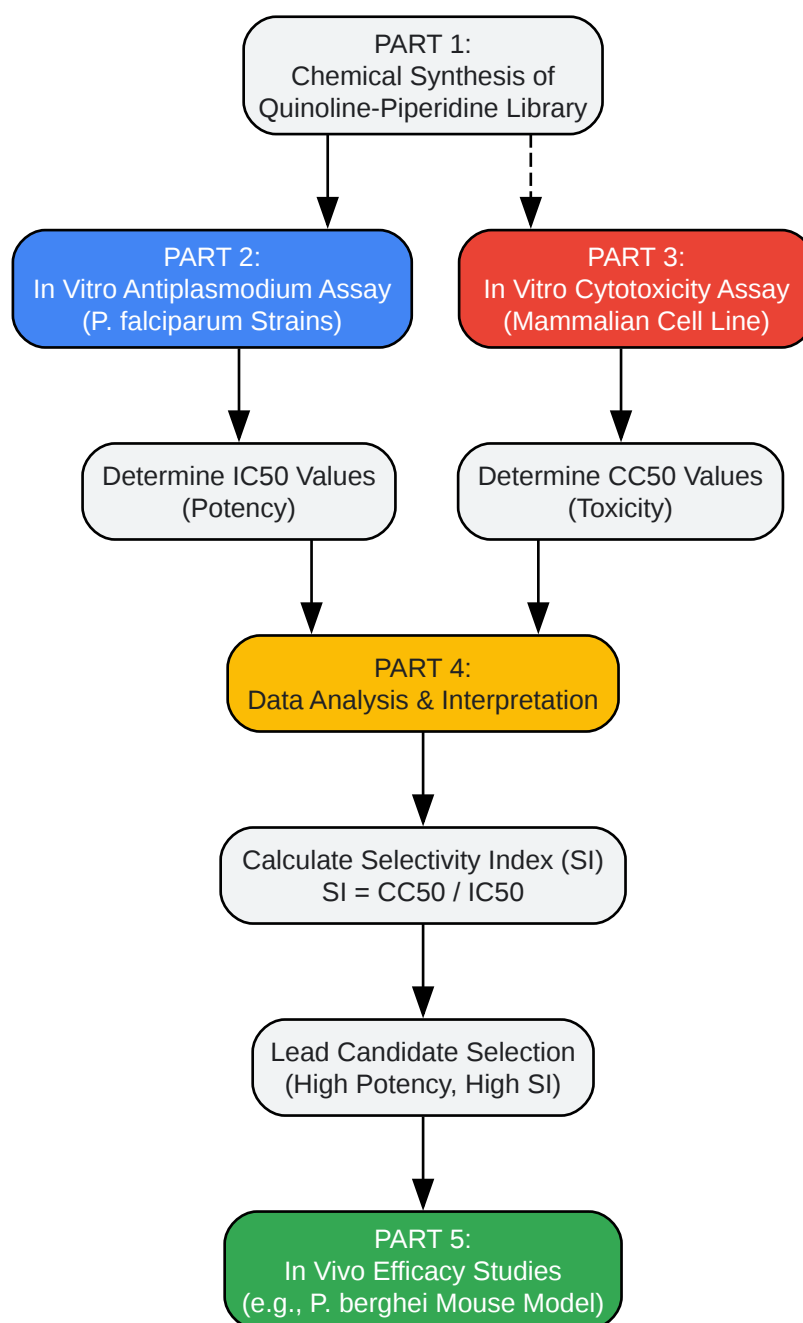 PART 1:
Chemical Synthesis of
Quinoline-Piperidine Library
PART 2:
In Vitro Antiplasmodium Assay
(P. falciparum Strains)
PART 3:
In Vitro Cytotoxicity Assay
(Mammalian Cell Line)
Determine IC50 Values
(Potency)
Determine CC50 Values
(Toxicity)
PART 4:
Data Analysis & Interpretation
Calculate Selectivity Index (SI)
SI = CC50 / IC50
Lead Candidate Selection
(High Potency, High SI)
PART 5:
In Vivo Efficacy Studies
(e.g., P. berghei Mouse Model)